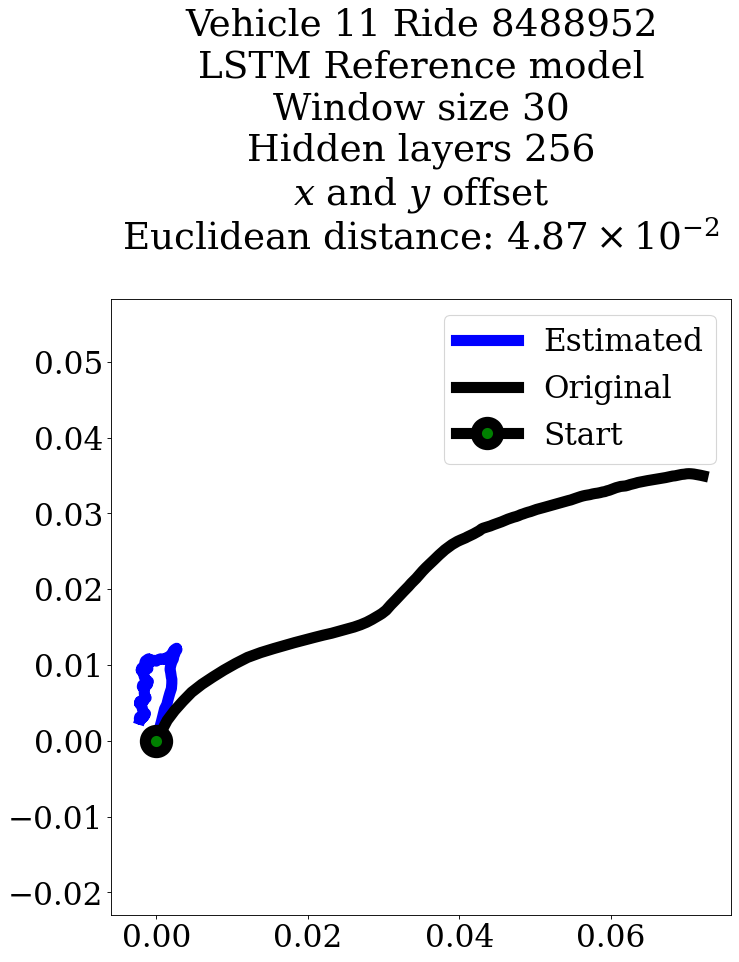 Vehicle 11 Ride 8488952
LSTM Reference model
Window size 30
Hidden layers 256
x and y offset
Euclidean distance: 4.87 × 10⁻²
Estimated
Original
Start
0.05
0.04
0.03
0.02
0.01
0.00
−0.01
−0.02
0.00 0.02 0.04 0.06